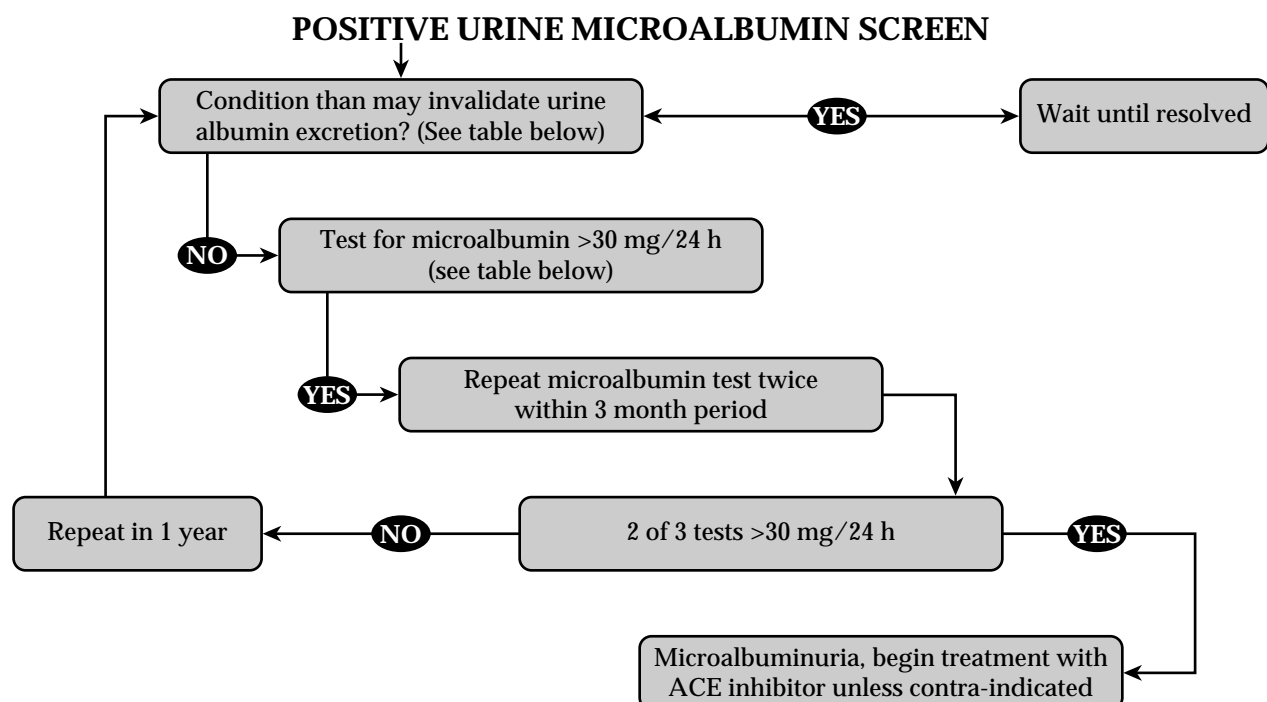 POSITIVE URINE MICROALBUMIN SCREEN
Condition than may invalidate urine
albumin excretion? (See table below)
YES
Wait until resolved
NO
Test for microalbumin >30 mg/24 h
(see table below)
YES
Repeat microalbumin test twice
within 3 month period
Repeat in 1 year
NO
2 of 3 tests >30 mg/24 h
YES
Microalbuminuria, begin treatment with
ACE inhibitor unless contra-indicated